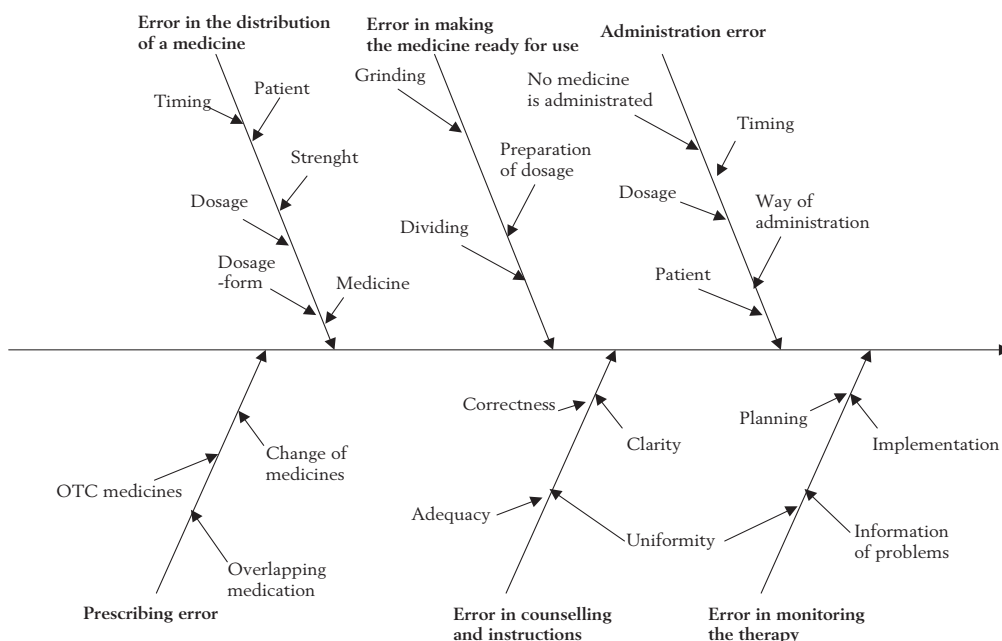 Error in the distribution
of a medicine
Error in making
the medicine ready for use
Administration error
Timing
Patient
Strenght
Dosage
Dosage
-form
Medicine
Grinding
Preparation
of dosage
Dividing
No medicine
is administrated
Timing
Dosage
Way of
administration
Patient
Correctness
Clarity
Planning
Implementation
OTC medicines
Change of
medicines
Adequacy
Uniformity
Information
of problems
Overlapping
medication
Prescribing error
Error in counselling
and instructions
Error in monitoring
the therapy